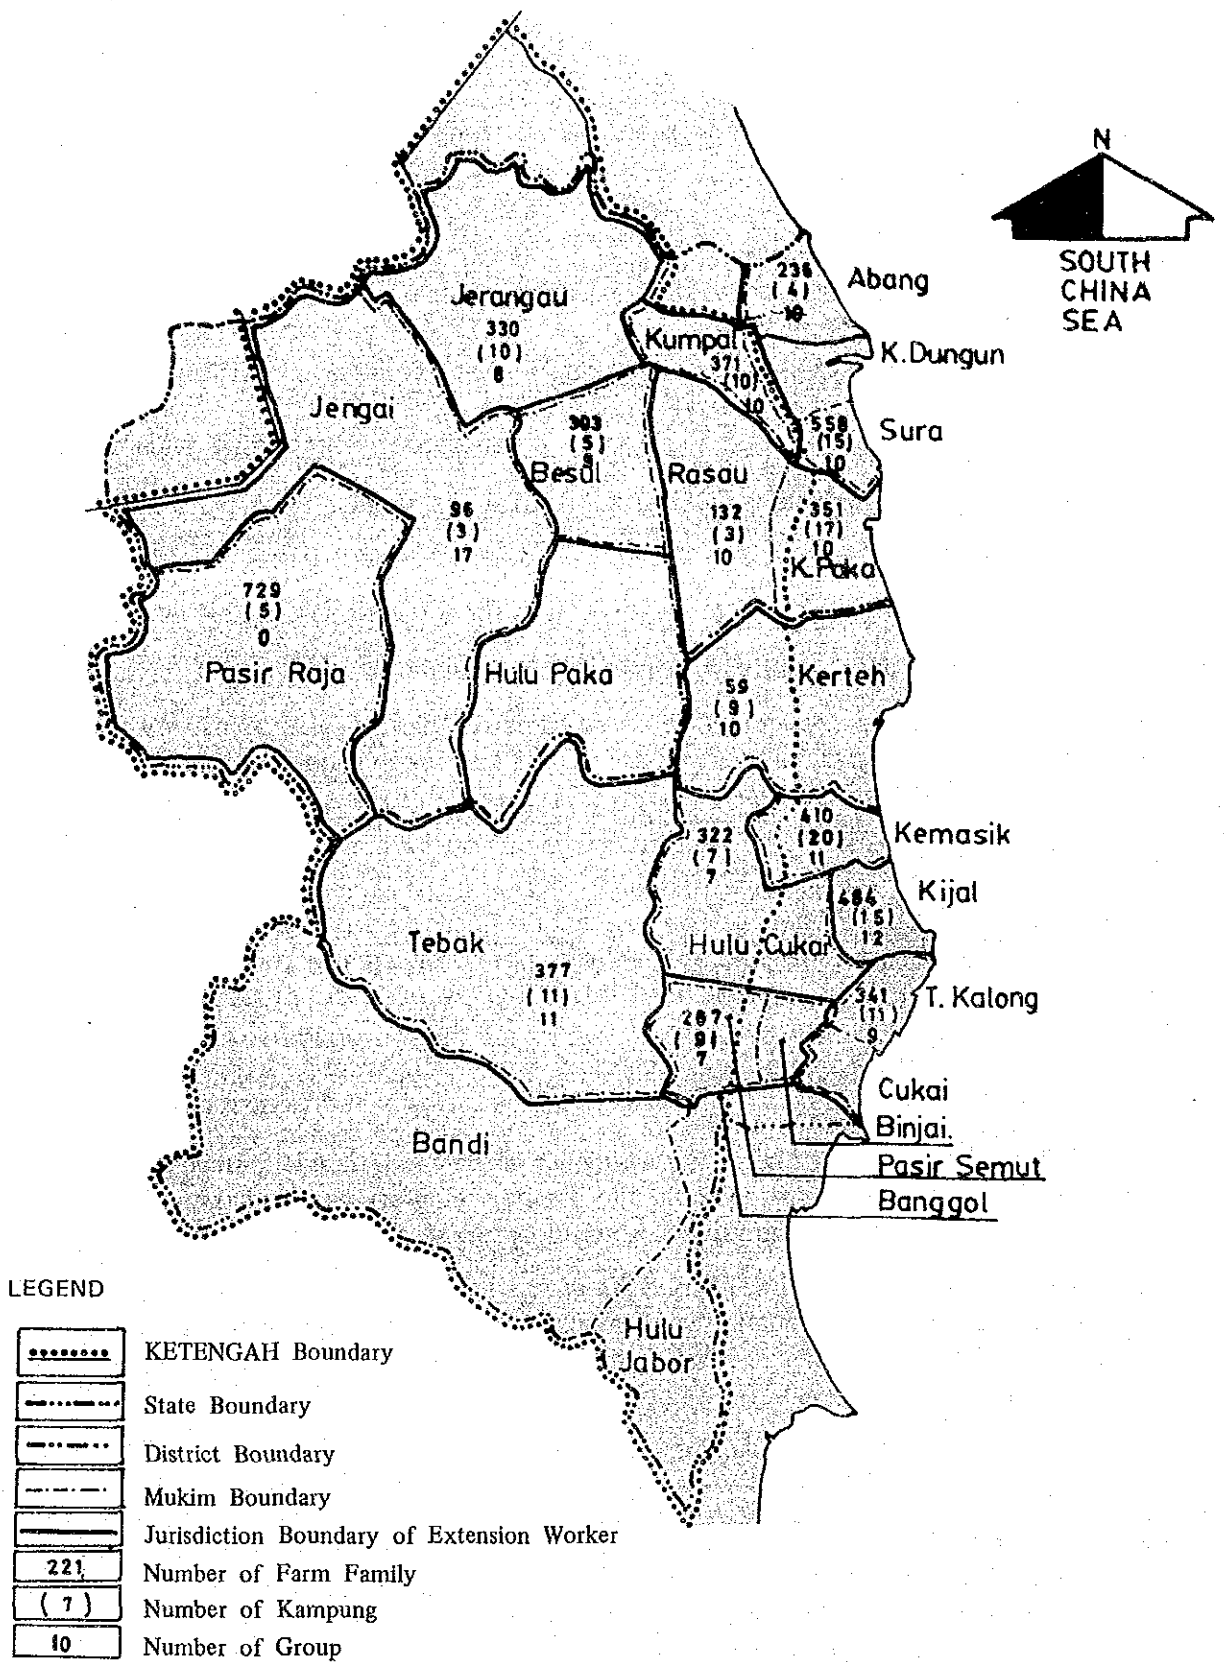 N
SOUTH
CHINA
SEA
236
(4)
10
Abang
Jerangau
330
(10)
8
Kumpal
371
(10)
10
K.Dungun
Jengai
303
(5)
Besul
Rasau
558
(15)
10
Sura
96
(3)
17
132
(3)
10
351
(17)
10
K.Paka
729
(5)
0
Pasir Raja
Hulu Paka
59
(9)
10
Kerteh
322
(7)
7
410
(20)
11
Kemasik
484
(15)
12
Kijal
Tebak
377
(11)
11
Hulu Cukai
341
(11)
9
T. Kalong
287
(9)
7
Cukai
Binjai.
Pasir Semut
Banggol
Bandi
Hulu
Jabor
LEGEND
KETENGAH Boundary
State Boundary
District Boundary
Mukim Boundary
Jurisdiction Boundary of Extension Worker
221 Number of Farm Family
(7) Number of Kampung
10 Number of Group